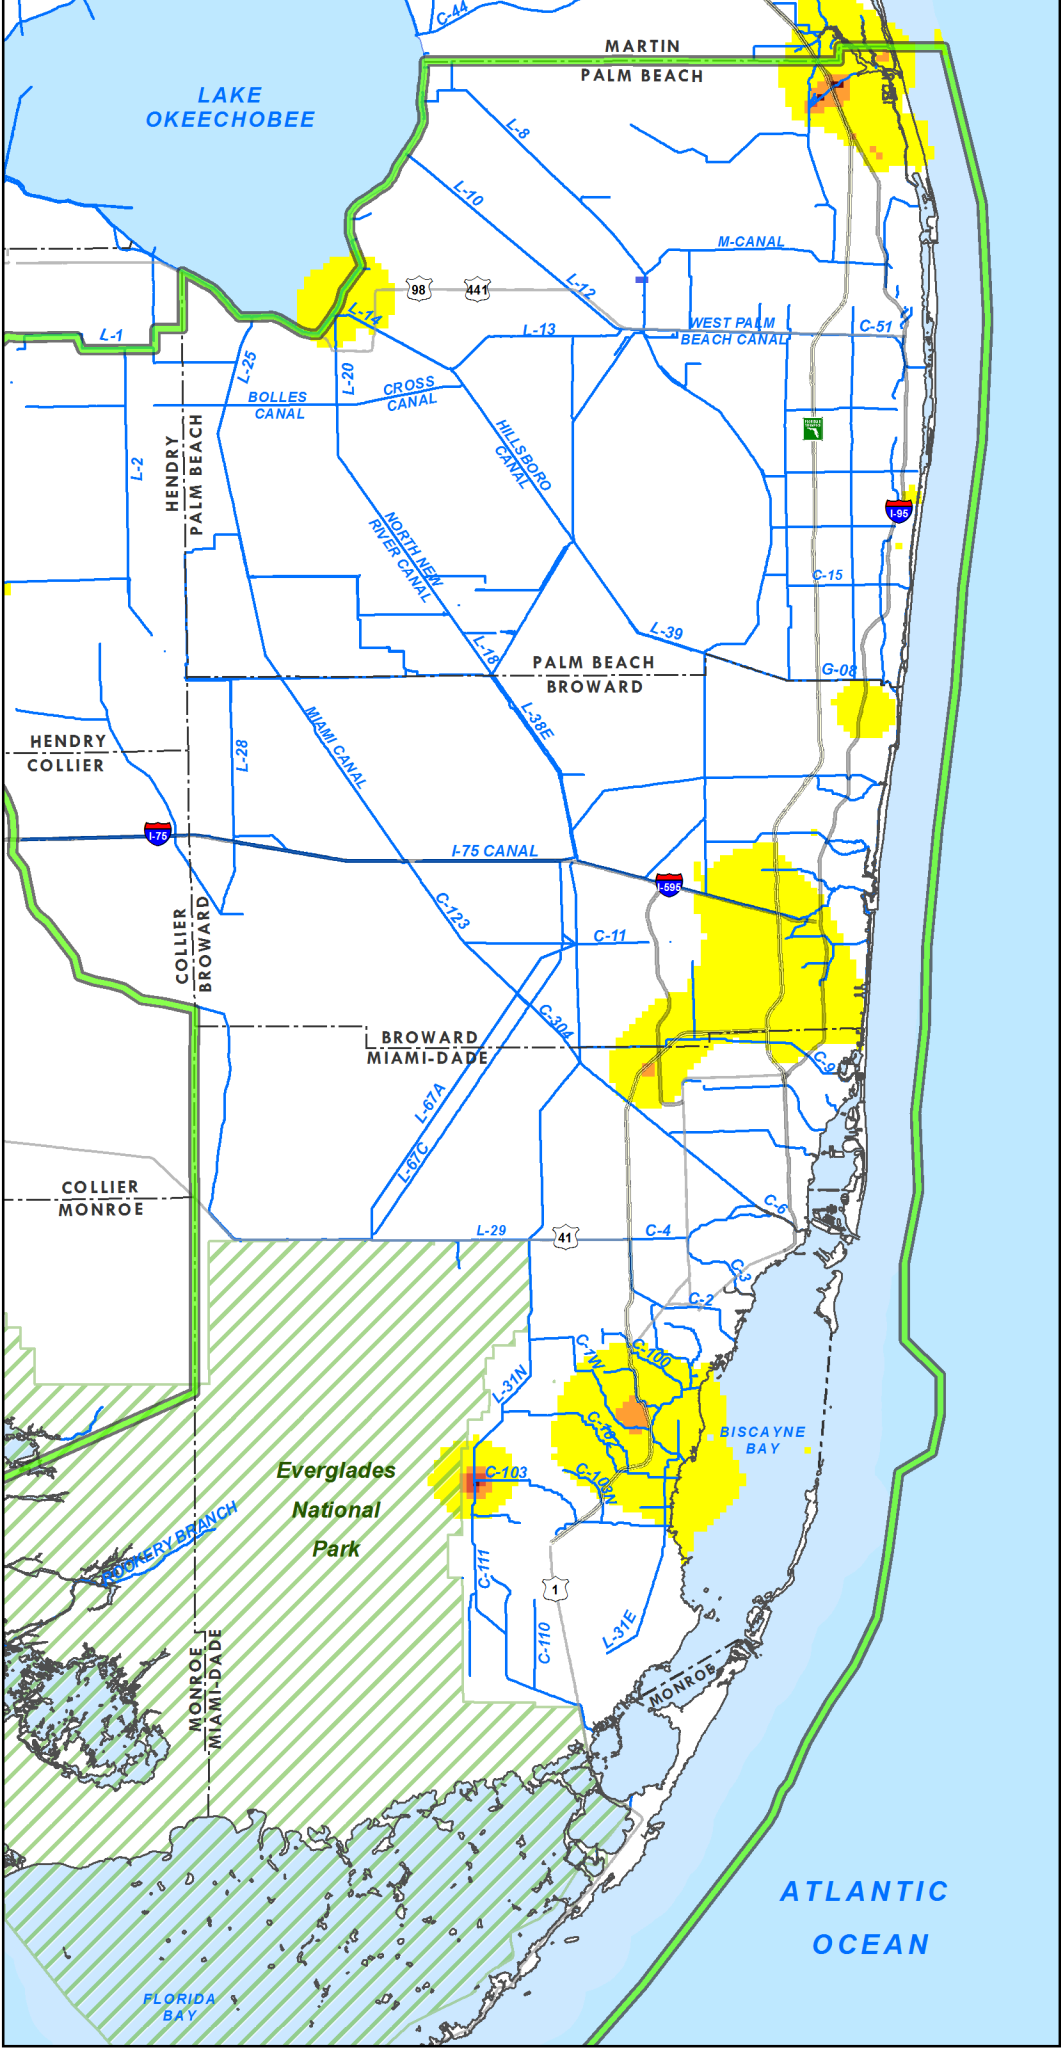 C-44
MARTIN
PALM BEACH
LAKE
OKEECHOBEE
L-8
L-10
M-CANAL
L-12
98
441
L-14
L-13
WEST PALM
BEACH CANAL
C-51
L-1
L-25
L-20
CROSS
CANAL
BOLLES
CANAL
HENDRY
PALM BEACH
L-2
HILLSBORO
CANAL
I-95
NORTH NEW
RIVER CANAL
C-15
L-39
L-18
PALM BEACH
BROWARD
G-08
L-38E
MIAMI CANAL
L-28
HENDRY
COLLIER
I-75
I-75 CANAL
I-595
COLLIER
BROWARD
C-123
C-11
C-304
BROWARD
MIAMI-DADE
C-9
L-67A
L-67C
COLLIER
MONROE
C-6
L-29
41
C-4
C-3
C-2
C-1W
C-100
L-31N
C-102
BISCAYNE
BAY
Everglades
National
Park
C-103
C-103N
ROOKERY BRANCH
C-111
1
C-110
L-31E
MONROE
MIAMI-DADE
MONROE
ATLANTIC
OCEAN
FLORIDA
BAY